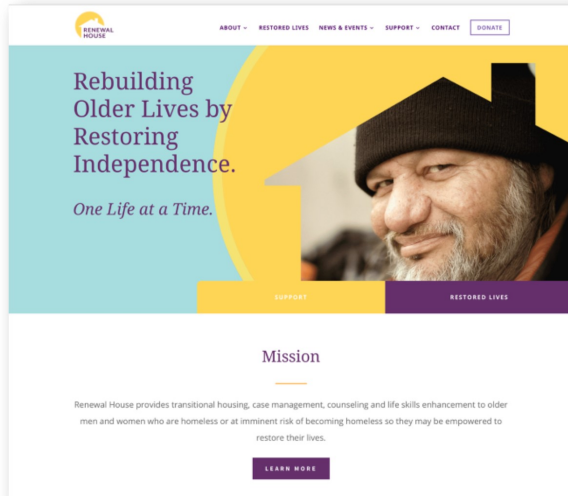 RENEWAL
HOUSE
ABOUT
RESTORED LIVES
NEWS & EVENTS
SUPPORT
CONTACT
DONATE
Rebuilding
Older Lives by
Restoring
Independence.
One Life at a Time.
SUPPORT
RESTORED LIVES
Mission
Renewal House provides transitional housing, case management, counseling and life skills enhancement to older
men and women who are homeless or at imminent risk of becoming homeless so they may be empowered to
restore their lives.
LEARN MORE